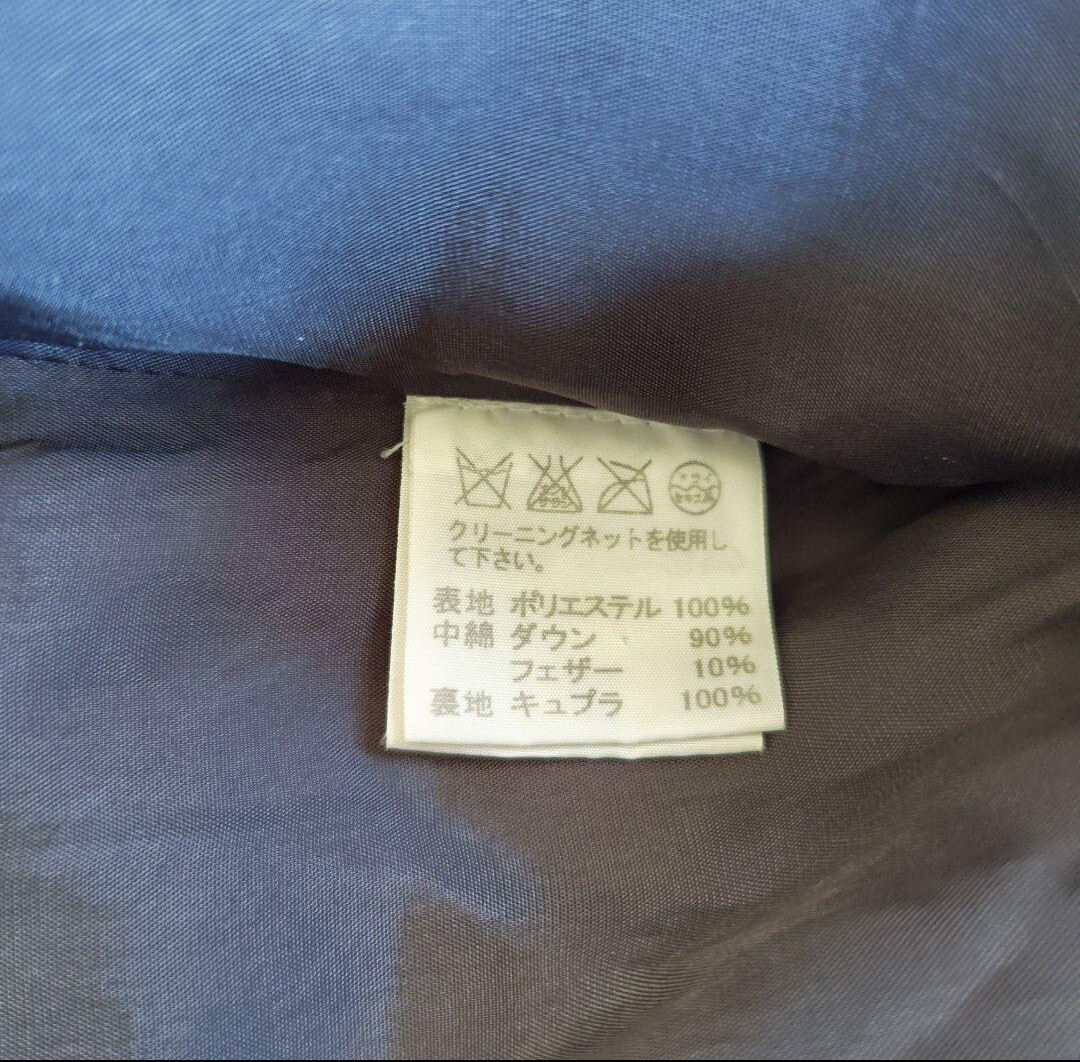 クリーニングネットを使用し
て下さい。
表地 ポリエステル 100%
中綿 ダウン 90%
フェザー 10%
裏地 キュプラ 100%